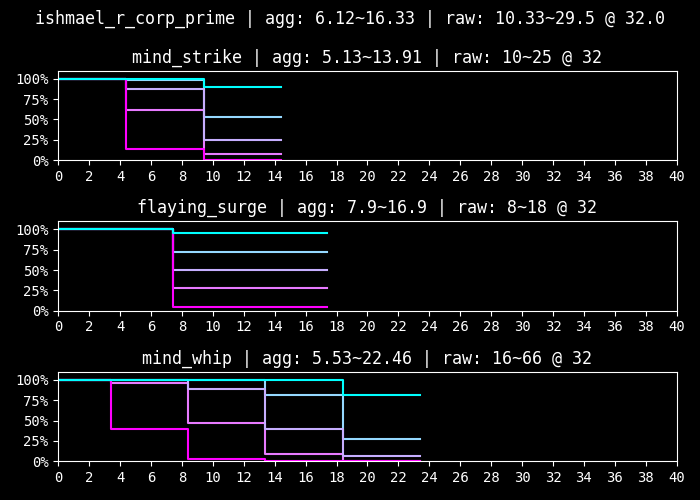 ishmael_r_corp_prime | agg: 6.12~16.33 | raw: 10.33~29.5 @ 32.0
mind_strike | agg: 5.13~13.91 | raw: 10~25 @ 32
100%
75%
50%
25%
0%
0 2 4 6 8 10 12 14 16 18 20 22 24 26 28 30 32 34 36 38 40
flaying_surge | agg: 7.9~16.9 | raw: 8~18 @ 32
100%
75%
50%
25%
0%
0 2 4 6 8 10 12 14 16 18 20 22 24 26 28 30 32 34 36 38 40
mind_whip | agg: 5.53~22.46 | raw: 16~66 @ 32
100%
75%
50%
25%
0%
0 2 4 6 8 10 12 14 16 18 20 22 24 26 28 30 32 34 36 38 40